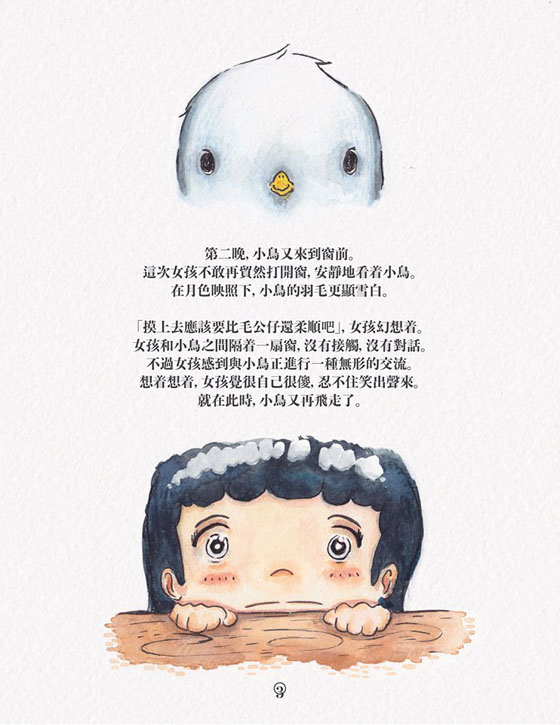 第二晚, 小鳥又來到窗前。
這次女孩不敢再貿然打開窗, 安靜地看着小鳥。
在月色映照下, 小鳥的羽毛更顯雪白。
「摸上去應該要比毛公仔還柔順吧」, 女孩幻想着。
女孩和小鳥之間隔着一扇窗, 沒有接觸, 沒有對話。
不過女孩感到與小鳥正進行一種無形的交流。
想着想着, 女孩覺很自己很傻, 忍不住笑出聲來。
就在此時, 小鳥又再飛走了。
3